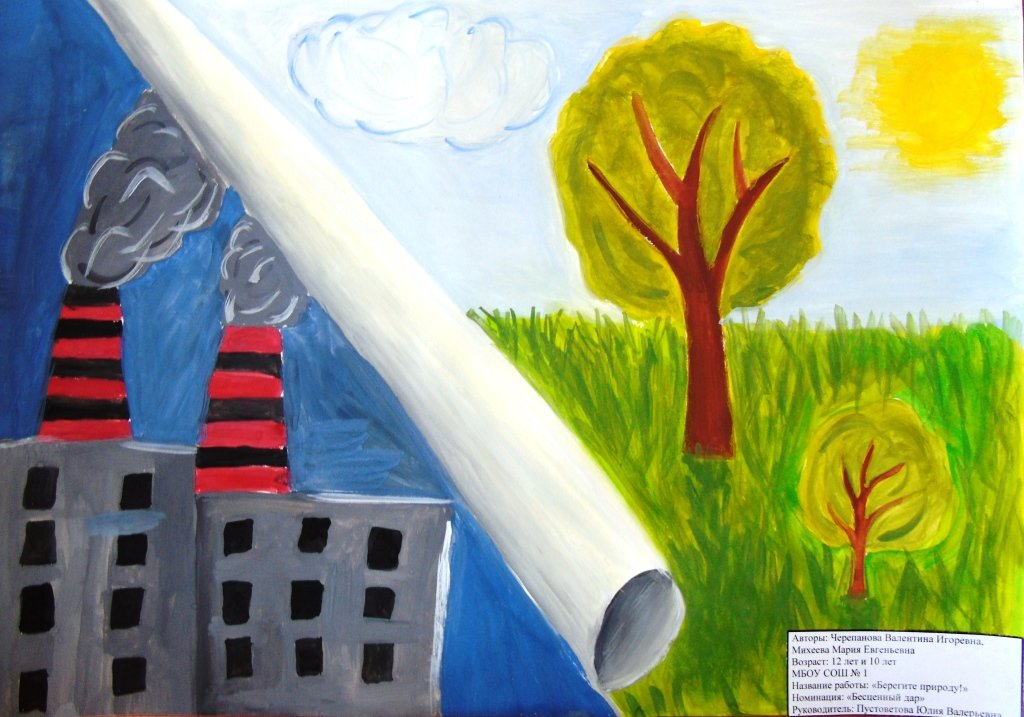 Авторы: Черепанова Валентина Игоревна,
Михеева Мария Евгеньевна
Возраст: 12 лет и 10 лет
МБОУ СОШ № 1
Название работы: «Берегите природу!»
Номинация: «Бесценный дар»
Руководитель: Пустоветова Юлия Валерьевна